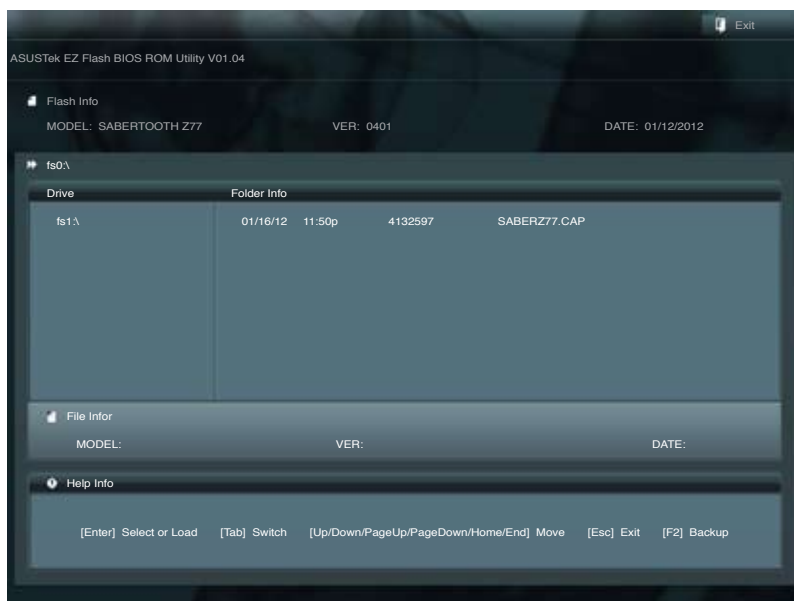 Exit
ASUSTek EZ Flash BIOS ROM Utility V01.04
Flash Info
MODEL: SABERTOOTH Z77 VER: 0401 DATE: 01/12/2012
fs0:\
Drive Folder Info
fs1:\ 01/16/12 11:50p 4132597 SABERZ77.CAP
File Infor
MODEL: VER: DATE:
Help Info
[Enter] Select or Load [Tab] Switch [Up/Down/PageUp/PageDown/Home/End] Move [Esc] Exit [F2] Backup